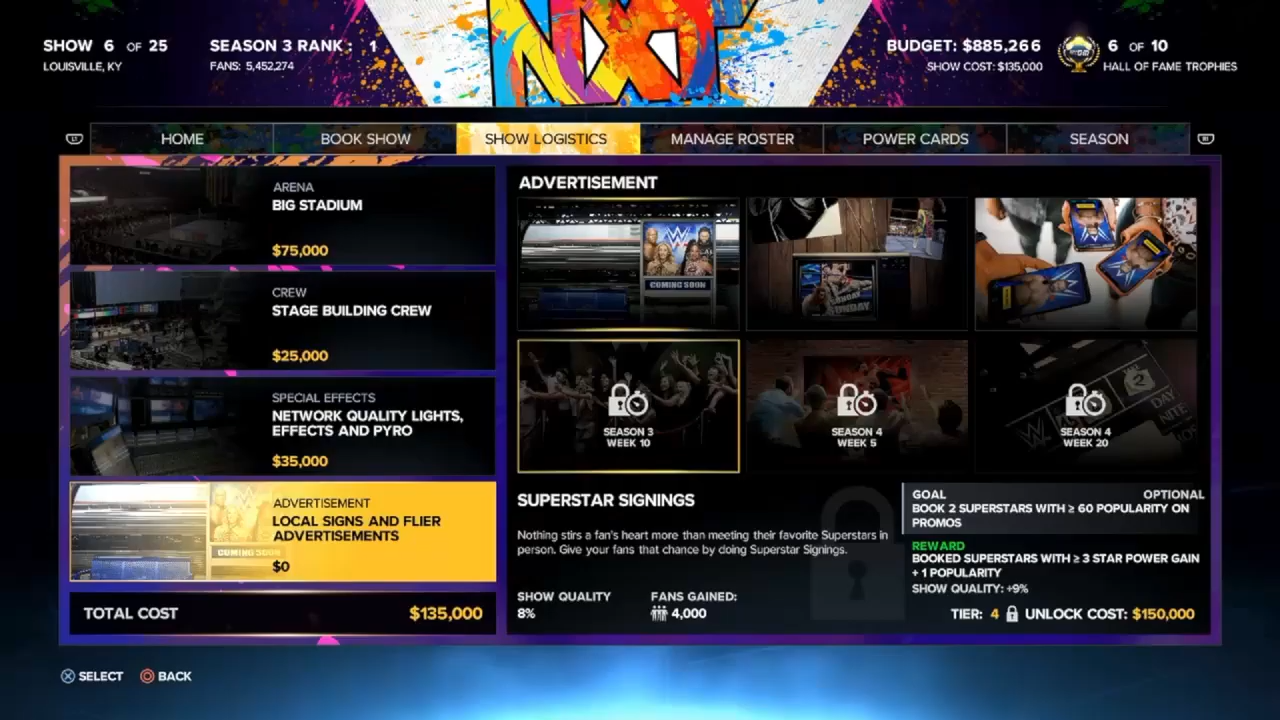 SHOW 6 OF 25
LOUISVILLE, KY
SEASON 3 RANK : 1
FANS: 5,452,274
NXT
BUDGET: $885,266
SHOW COST: $135,000
6 OF 10
HALL OF FAME TROPHIES
HOME
BOOK SHOW
SHOW LOGISTICS
MANAGE ROSTER
POWER CARDS
SEASON
ARENA
BIG STADIUM
$75,000
CREW
STAGE BUILDING CREW
$25,000
SPECIAL EFFECTS
NETWORK QUALITY LIGHTS,
EFFECTS AND PYRO
$35,000
ADVERTISEMENT
LOCAL SIGNS AND FLIER
ADVERTISEMENTS
COMING SOON
$0
TOTAL COST
$135,000
ADVERTISEMENT
COMING SOON
SUNDAY
SUNDAY
SEASON 3
WEEK 10
SEASON 4
WEEK 5
2
DAY
SEASON 4
WEEK 20
SUPERSTAR SIGNINGS
Nothing stirs a fan's heart more than meeting their favorite Superstars in
person. Give your fans that chance by doing Superstar Signings.
SHOW QUALITY
8%
FANS GAINED:
4,000
GOAL
OPTIONAL
BOOK 2 SUPERSTARS WITH ≥ 60 POPULARITY ON
PROMOS
REWARD
BOOKED SUPERSTARS WITH ≥ 3 STAR POWER GAIN
+ 1 POPULARITY
SHOW QUALITY: +9%
TIER: 4
UNLOCK COST: $150,000
SELECT
BACK